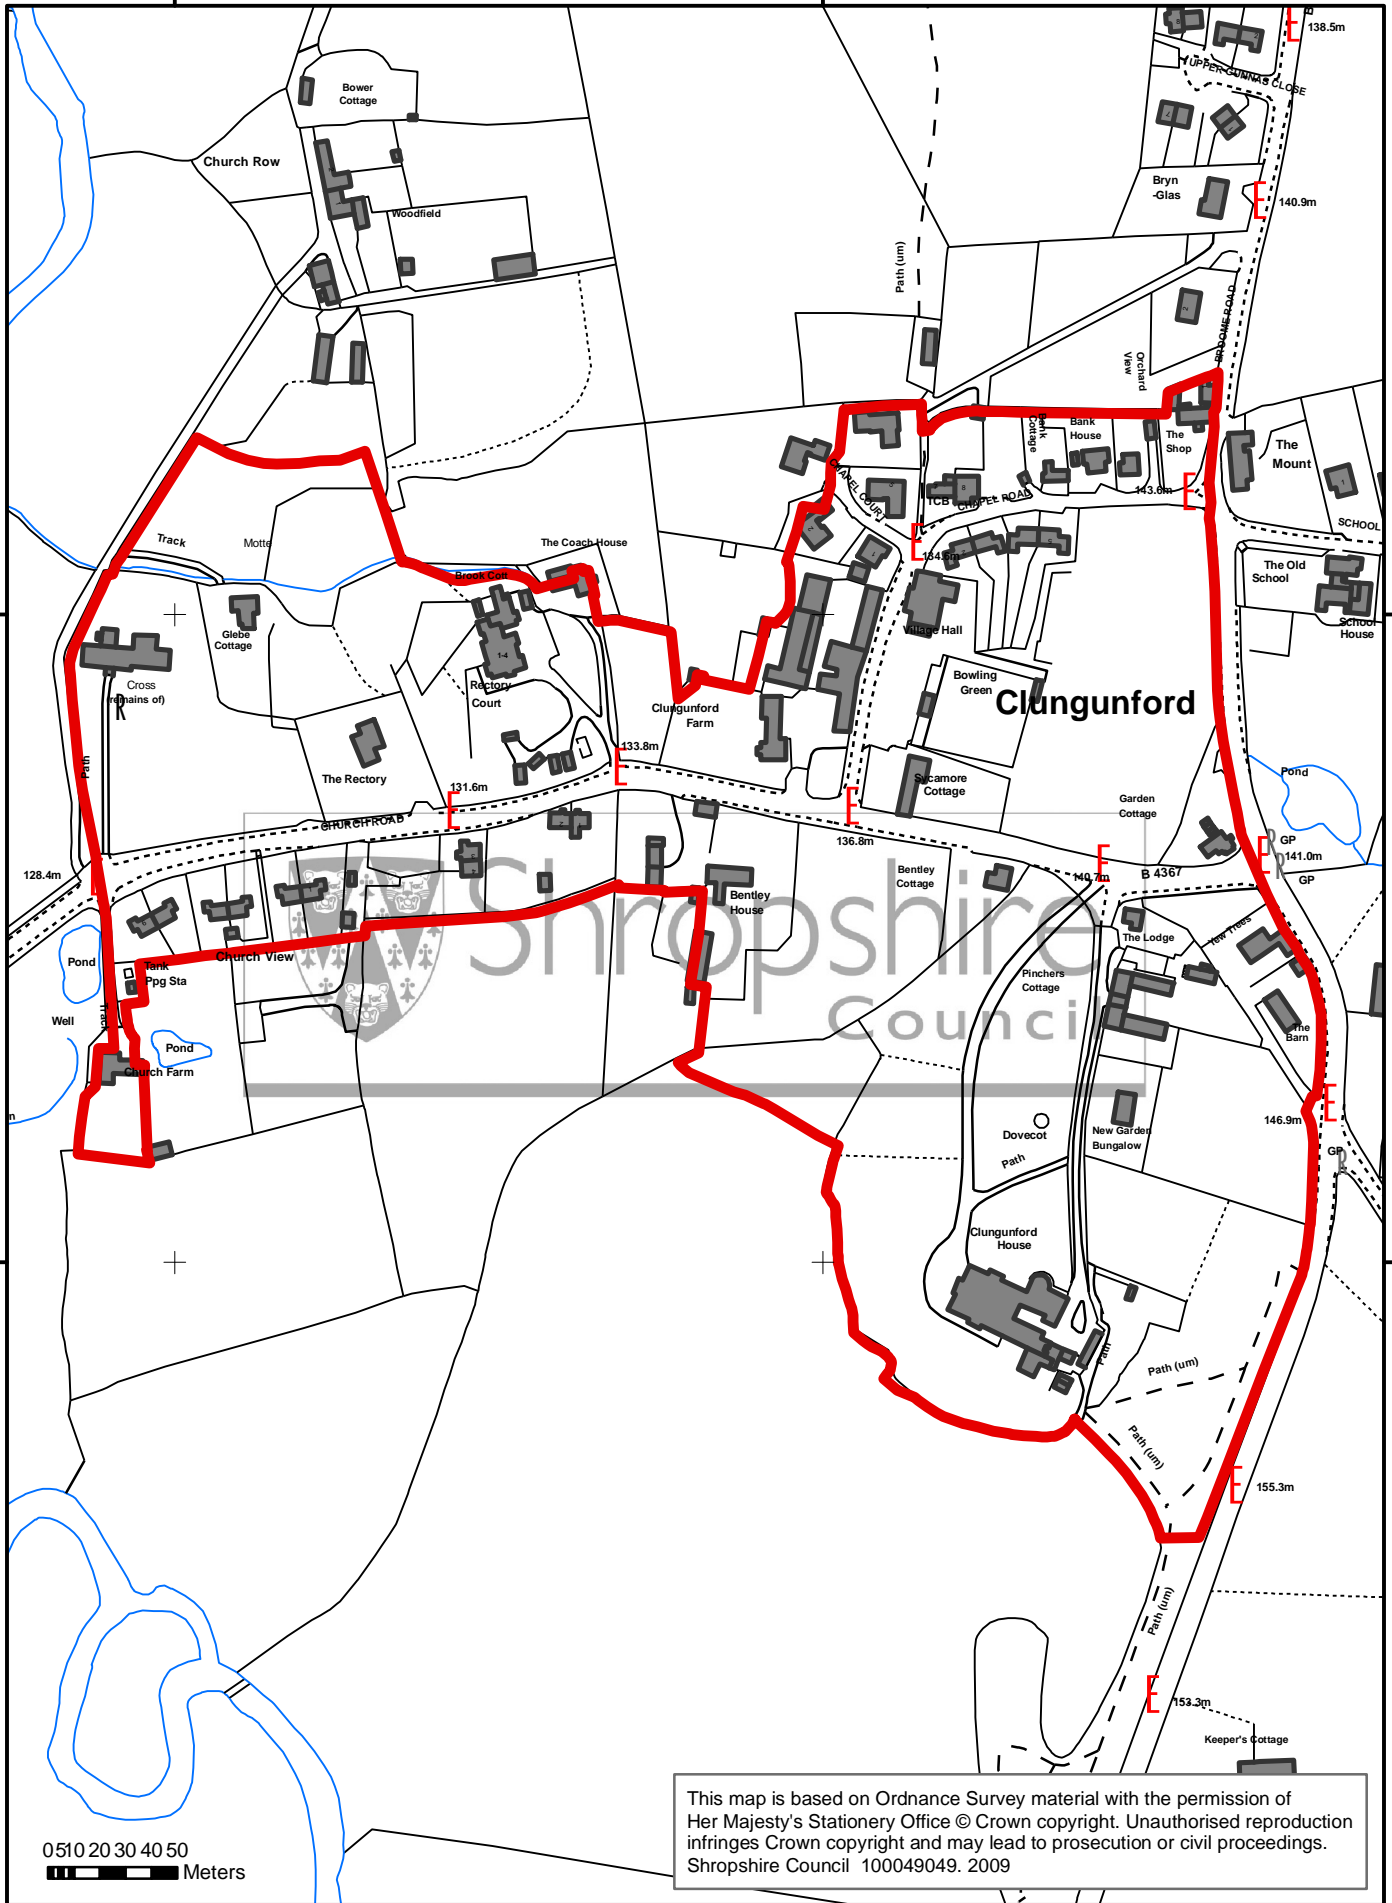 138.5m
UPPER GUNNAS CLOSE
Bower
Cottage
Church Row
Bryn
-Glas
140.9m
Woodfield
Path (um)
BROOME ROAD
Orchard
View
Bank
Cottage
Bank
House
The
Shop
The
Mount
CHAPEL COURT
TCB
CHAPEL ROAD
143.6m
SCHOOL
134.6m
Track
Motte
The Coach House
Brook Cott
The Old
School
School
House
Glebe
Cottage
Village Hall
1-4
Cross
(remains of)
Rectory
Court
Bowling
Green
Clungunford
Clungunford
Farm
The Rectory
133.8m
Path
131.6m
Sycamore
Cottage
Pond
Garden
Cottage
CHURCH ROAD
136.8m
GP
141.0m
GP
128.4m
140.7m
B 4367
Bentley
Cottage
Bentley
House
Shropshire
Council
The Lodge
Yew Trees
Church View
Pond
Tank
Ppg Sta
Pinchers
Cottage
Well
Track
The
Barn
Pond
Church Farm
146.9m
Dovecot
New Garden
Bungalow
Path
GP
Clungunford
House
Path
Path (um)
Path (um)
155.3m
Path (um)
153.3m
Keeper's Cottage
This map is based on Ordnance Survey material with the permission of
Her Majesty's Stationery Office © Crown copyright. Unauthorised reproduction
infringes Crown copyright and may lead to prosecution or civil proceedings.
Shropshire Council 100049049. 2009
0 5 10 20 30 40 50
Meters